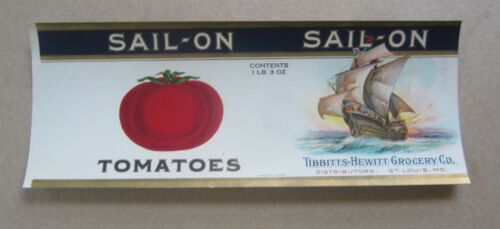 SAIL-ON
TOMATOES
CONTENTS
1 LB. 3 OZ.
SAIL-ON
TIBBITTS-HEWITT GROCERY CO.
DISTRIBUTORS. ST. LOUIS, MO.